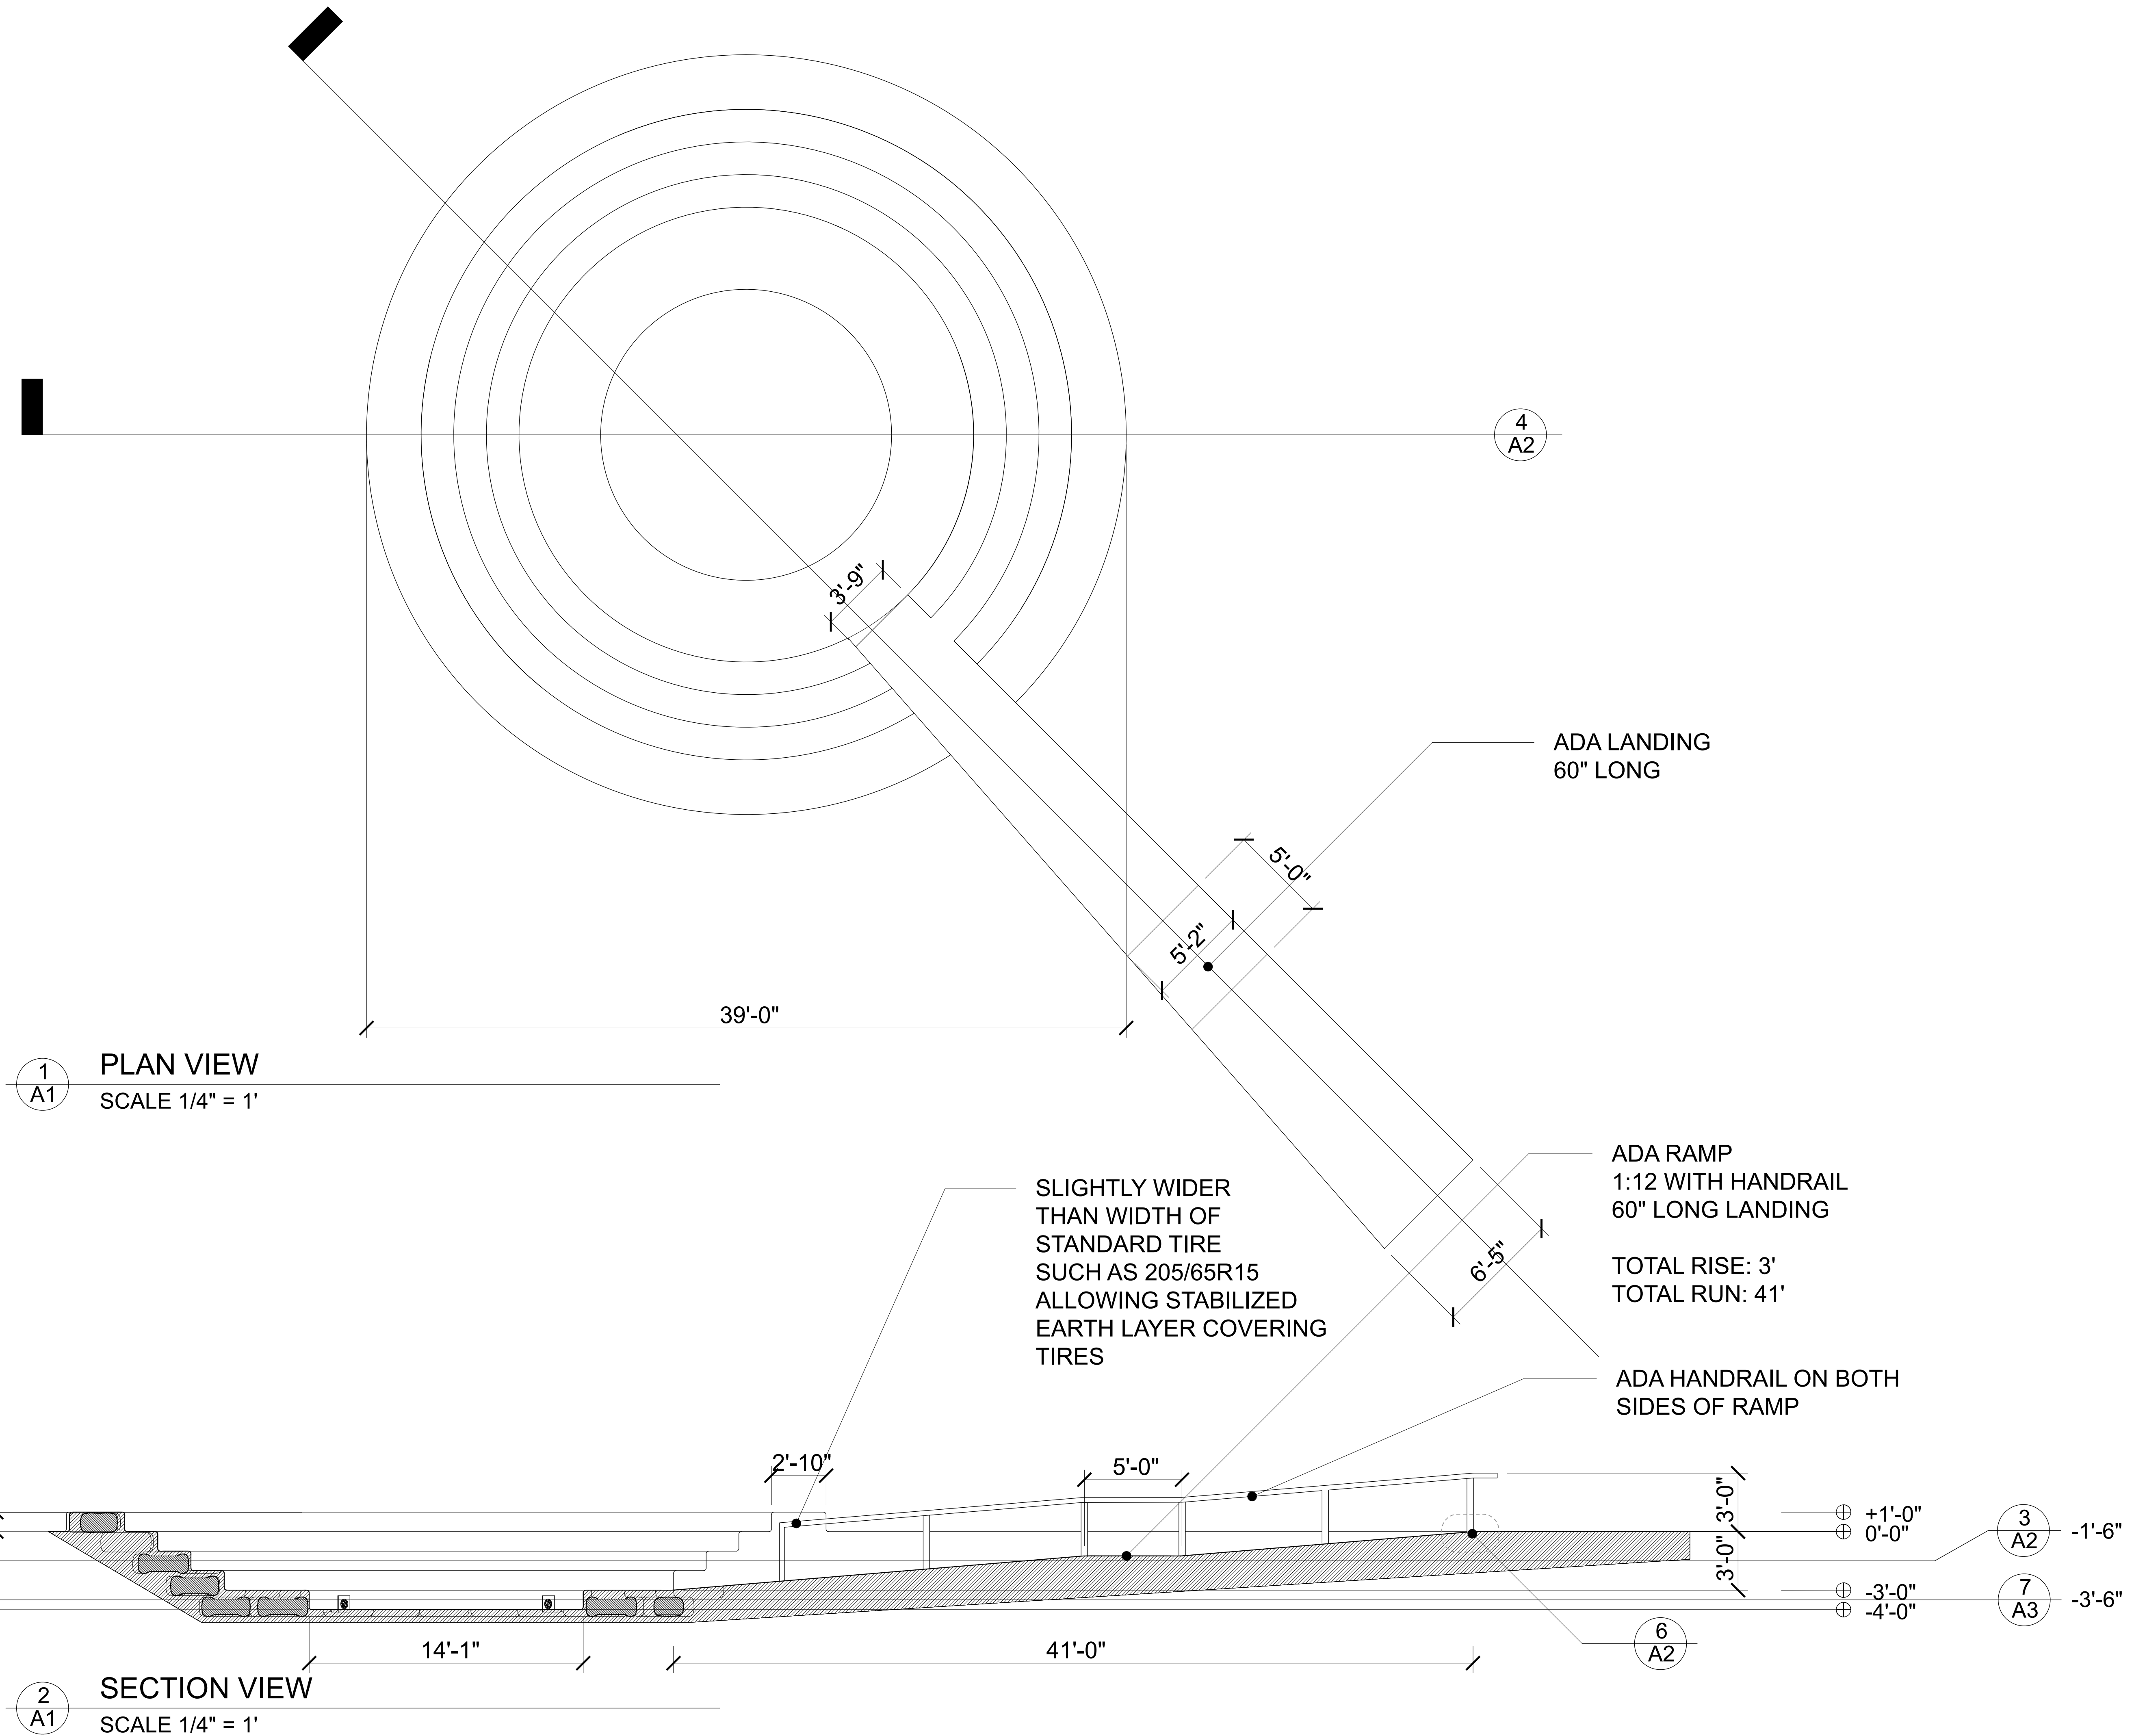 4
A2
3'-9"
ADA LANDING
60" LONG
5'-0"
5'-2"
39'-0"
1
A1
PLAN VIEW
SCALE 1/4" = 1'
6'-5"
ADA RAMP
1:12 WITH HANDRAIL
60" LONG LANDING
TOTAL RISE: 3'
TOTAL RUN: 41'
SLIGHTLY WIDER
THAN WIDTH OF
STANDARD TIRE
SUCH AS 205/65R15
ALLOWING STABILIZED
EARTH LAYER COVERING
TIRES
ADA HANDRAIL ON BOTH
SIDES OF RAMP
2'-10"
5'-0"
3'-0"
3'-0"
+1'-0"
0'-0"
3
A2
-1'-6"
-3'-0"
-4'-0"
7
A3
-3'-6"
6
A2
14'-1"
41'-0"
2
A1
SECTION VIEW
SCALE 1/4" = 1'